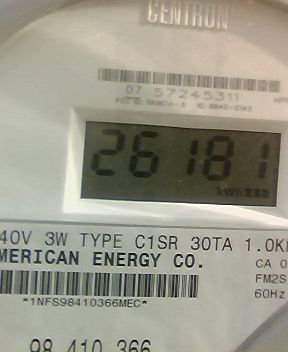 CENTRON
07 57245311
26181
kWh
40V 3W TYPE C1SR 30TA 1.0K
MERICAN ENERGY CO.
CA 0
FM2S
60Hz
*1NFS98410366MEC*
98 410 366